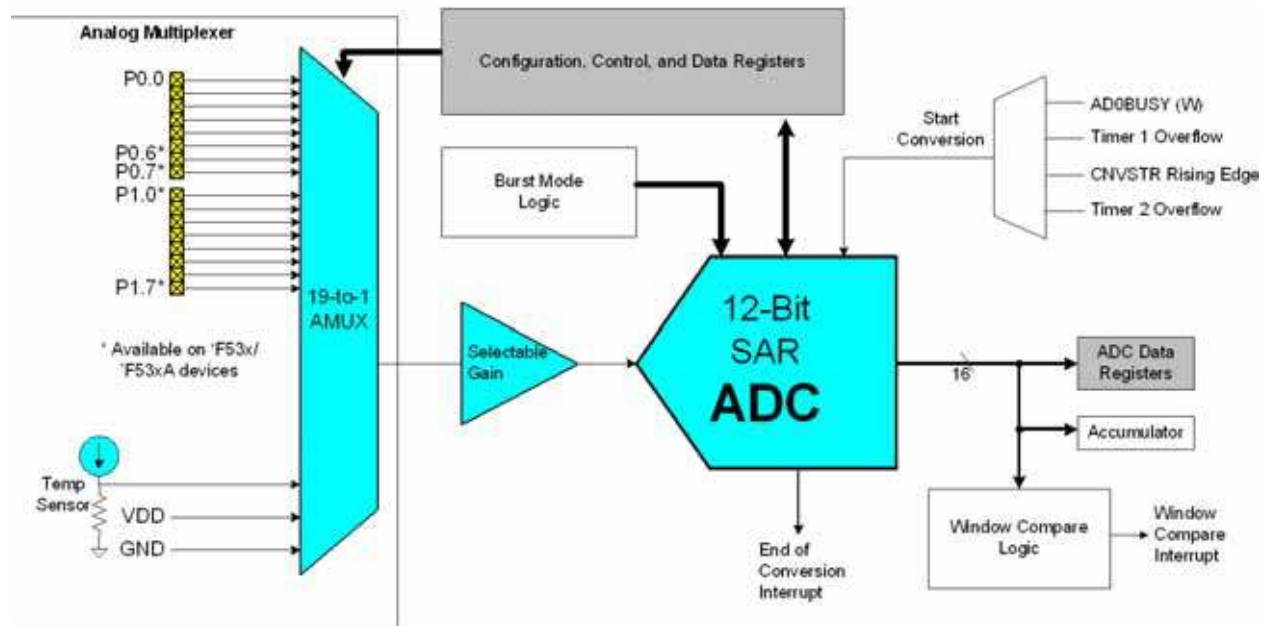 Analog Multiplexer
P0.0
P0.6*
P0.7*
P1.0*
P1.7*
19-to-1
AMUX
* Available on 'F53x/
'F53xA devices
Temp
Sensor
VDD
GND
Configuration, Control, and Data Registers
Burst Mode
Logic
Start
Conversion
AD0BUSY (W)
Timer 1 Overflow
CNVSTR Rising Edge
Timer 2 Overflow
Selectable
Gain
12-Bit
SAR
ADC
16
ADC Data
Registers
Accumulator
Window Compare
Logic
Window
Compare
Interrupt
End of
Conversion
Interrupt